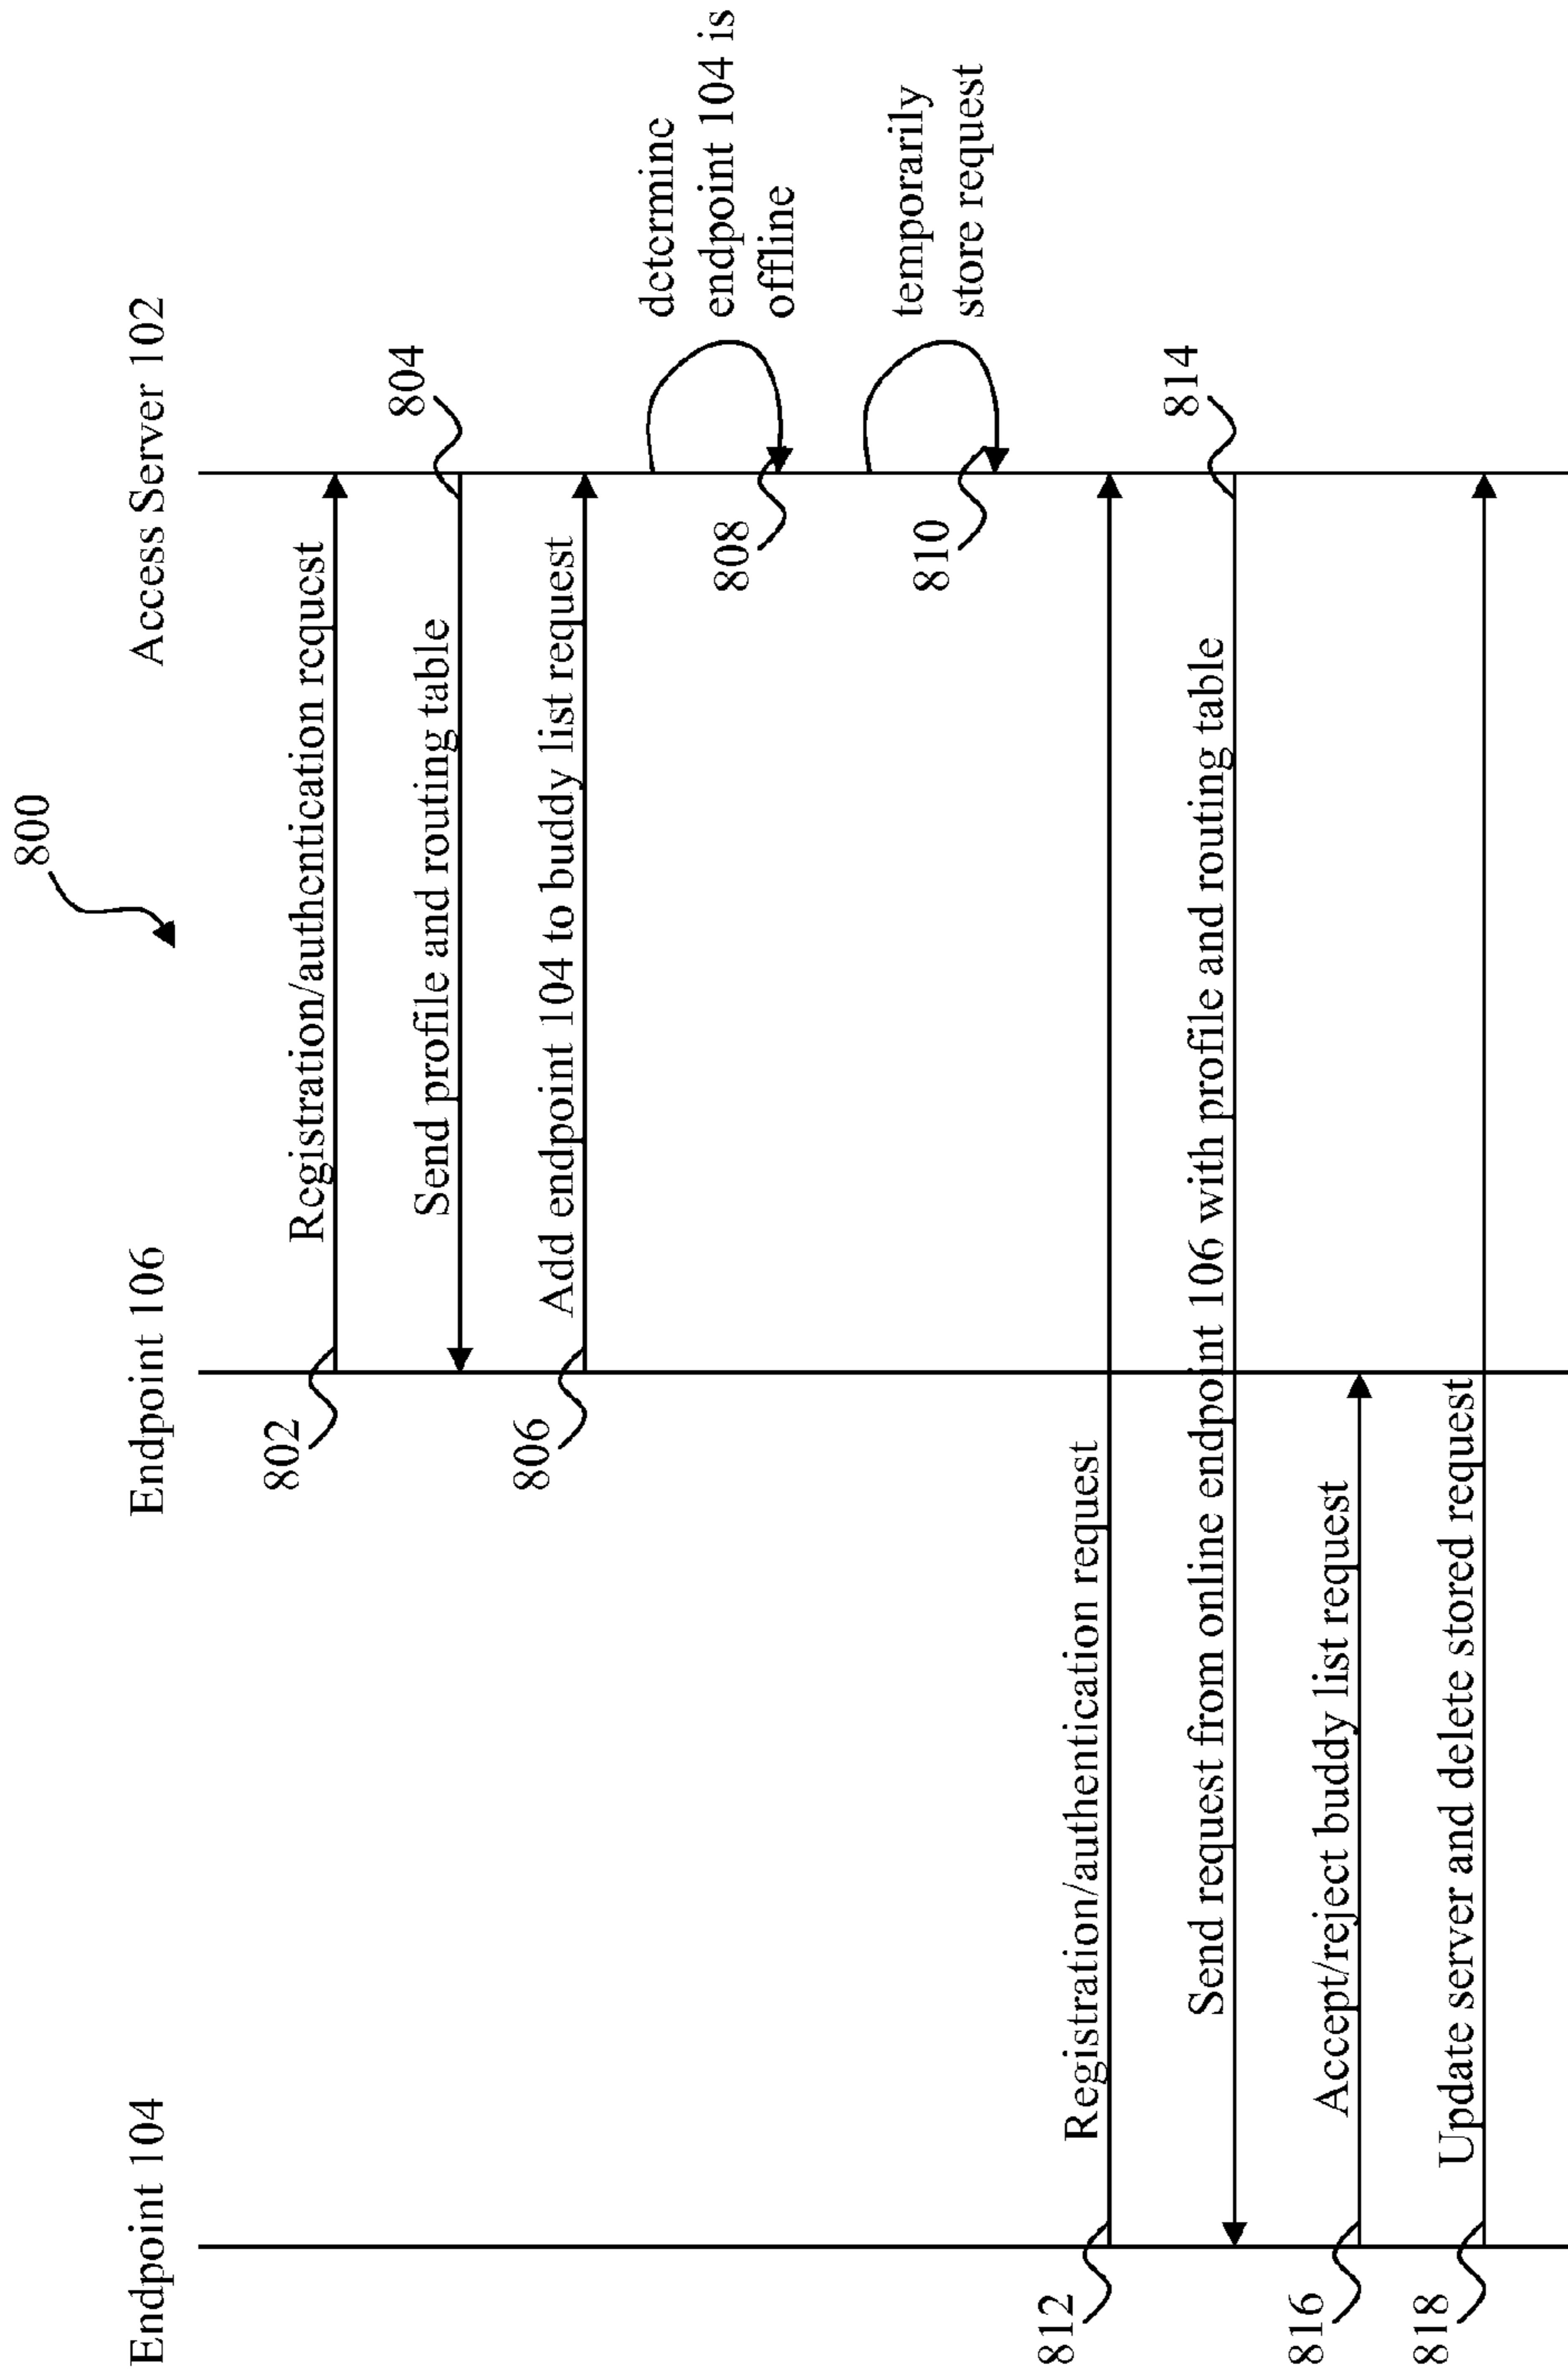 800
Endpoint 104
Endpoint 106
Access Server 102
802
Registration/authentication request
804
Send profile and routing table
806
Add endpoint 104 to buddy list request
determine
endpoint 104 is
offline
808
temporarily
store request
810
812
Registration/authentication request
814
Send request from online endpoint 106 with profile and routing table
816
Accept/reject buddy list request
818
Update server and delete stored request